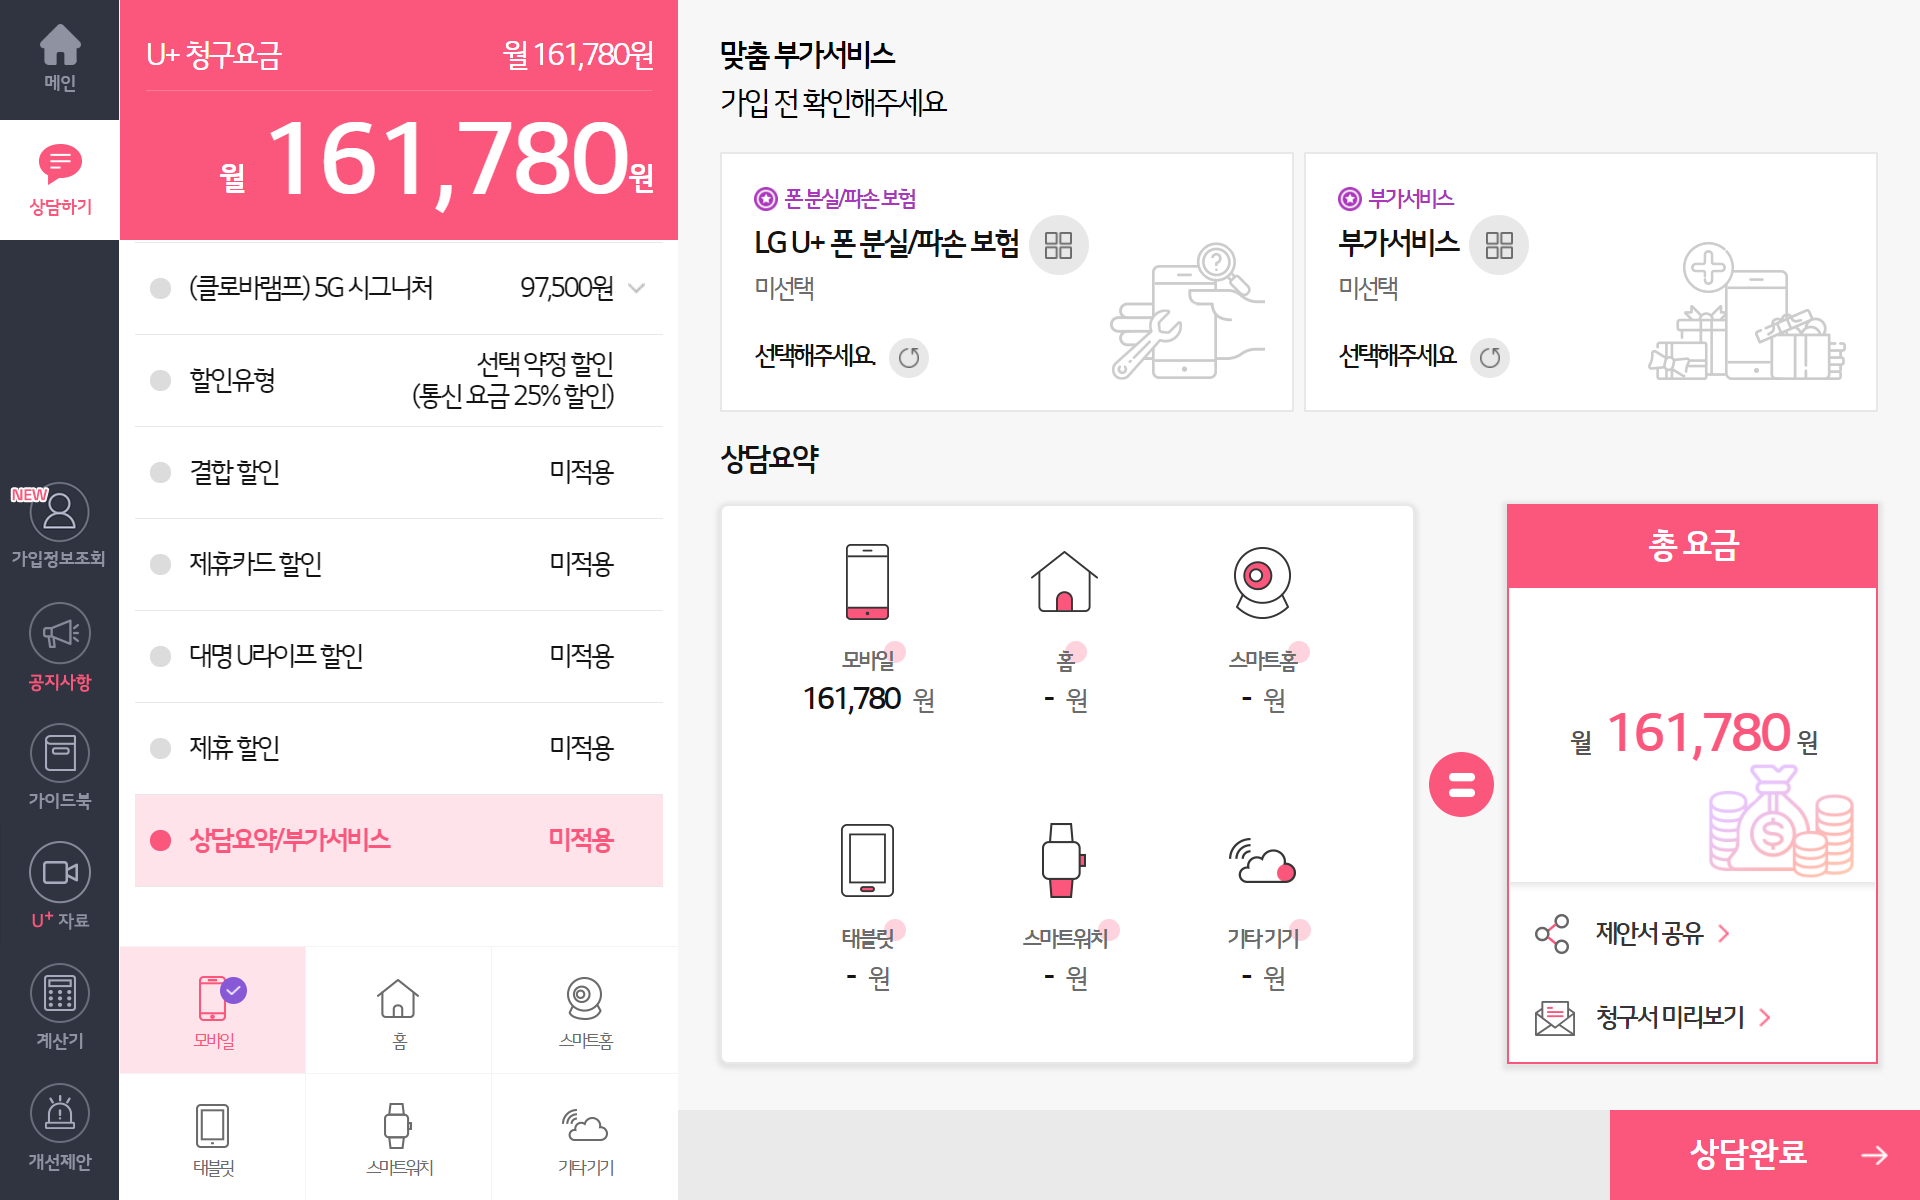 메인
상담하기
NEW
가입정보조회
공지사항
가이드북
U+ 자료
계산기
개선제안
U+ 청구요금 월 161,780원
월 161,780원
(클로바램프) 5G 시그니처 97,500원
할인유형 선택 약정 할인
(통신 요금 25% 할인)
결합 할인 미적용
제휴카드 할인 미적용
대명 U라이프 할인 미적용
제휴 할인 미적용
상담요약/부가서비스 미적용
모바일 홈 스마트홈
태블릿 스마트워치 기타 기기
맞춤 부가서비스
가입 전 확인해주세요
폰 분실/파손 보험
LG U+ 폰 분실/파손 보험
미선택
선택해주세요.
부가서비스
부가서비스
미선택
선택해주세요
상담요약
모바일 홈 스마트홈
161,780 원 - 원 - 원
태블릿 스마트워치 기타 기기
- 원 - 원 - 원
총 요금
월 161,780 원
제안서 공유
청구서 미리보기
상담완료